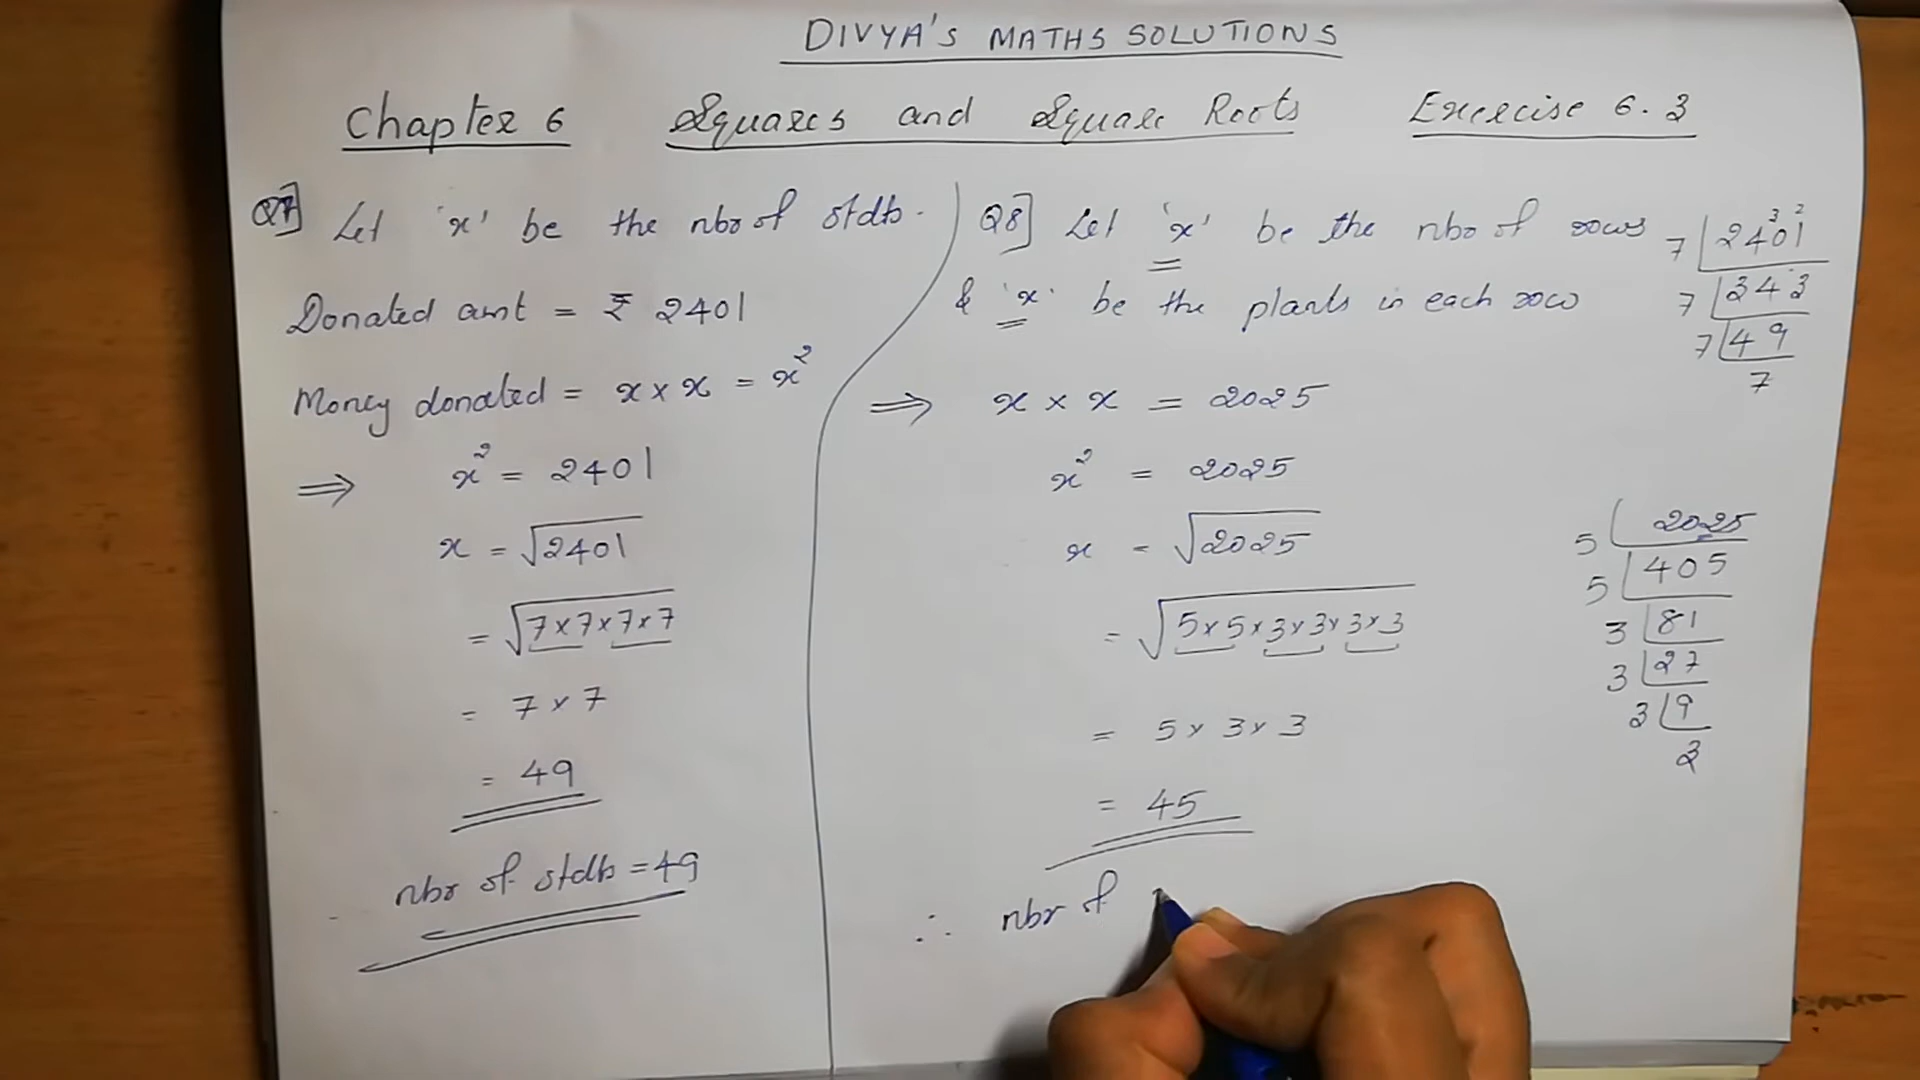 DIVYA'S MATHS SOLUTIONS
Chapter 6 Squares and Square Roots Exercise 6.3
Q7] Let 'x' be the nbr of stdts.
Donated amt = ₹ 2401
Money donated = x × x = x²
⇒ x² = 2401
x = √2401
= √7×7×7×7
= 7 × 7
= 49
nbr of stdts = 49
Q8] Let 'x' be the nbr of rows
& 'x' be the plants in each row
⇒ x × x = 2025
x² = 2025
x = √2025
= √5×5×3×3×3×3
= 5 × 3 × 3
= 45
∴ nbr of
7 | 2401
7 | 343
7 | 49
7
5 | 2025
5 | 405
3 | 81
3 | 27
3 | 9
3